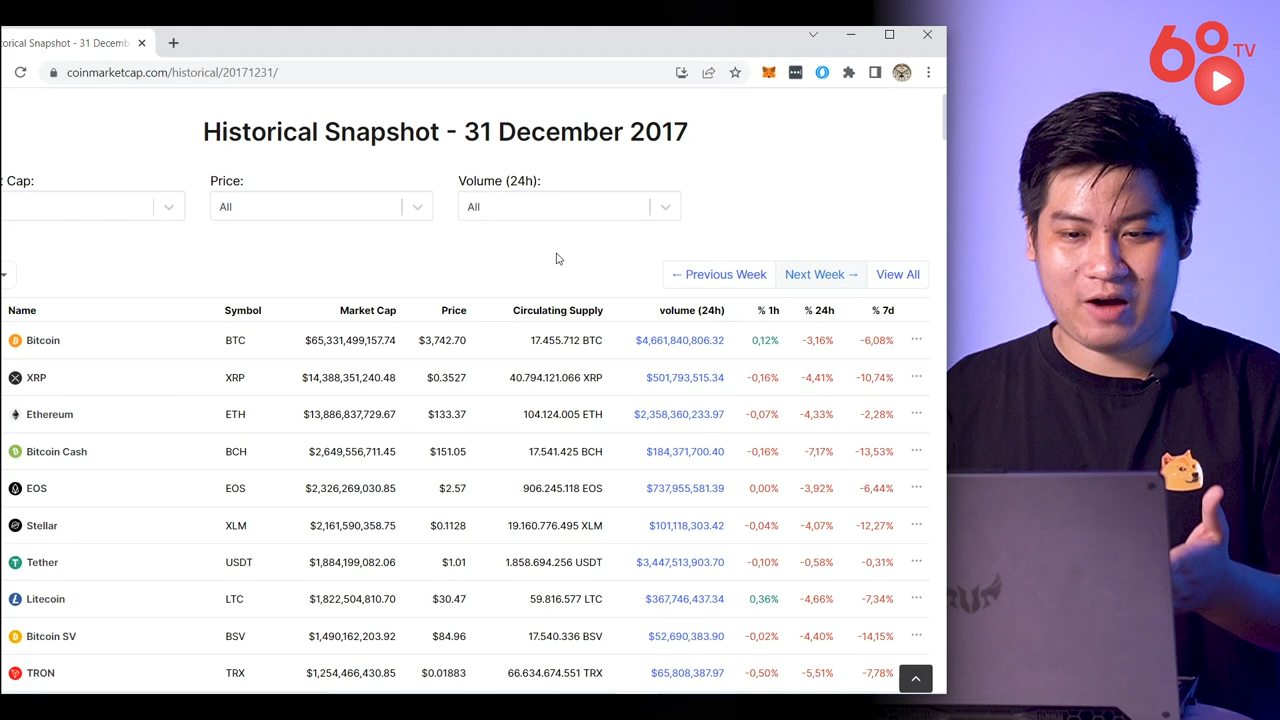 orical Snapshot - 31 Decemb
coinmarketcap.com/historical/20171231/
68 TV
Historical Snapshot - 31 December 2017
Cap: Price: Volume (24h):
All All
← Previous Week Next Week → View All
Name Symbol Market Cap Price Circulating Supply volume (24h) % 1h % 24h % 7d
Bitcoin BTC $65,331,499,157.74 $3,742.70 17.455.712 BTC $4,661,840,806.32 0,12% -3,16% -6,08%
XRP XRP $14,388,351,240.48 $0.3527 40.794.121.066 XRP $501,793,515.34 -0,16% -4,41% -10,74%
Ethereum ETH $13,886,837,729.67 $133.37 104.124.005 ETH $2,358,360,233.97 -0,07% -4,33% -2,28%
Bitcoin Cash BCH $2,649,556,711.45 $151.05 17.541.425 BCH $184,371,700.40 -0,16% -7,17% -13,53%
EOS EOS $2,326,269,030.85 $2.57 906.245.118 EOS $737,955,581.39 0,00% -3,92% -6,44%
Stellar XLM $2,161,590,358.75 $0.1128 19.160.776.495 XLM $101,118,303.42 -0,04% -4,07% -12,27%
Tether USDT $1,884,199,082.06 $1.01 1.858.694.256 USDT $3,447,513,903.70 -0,10% -0,58% -0,31%
Litecoin LTC $1,822,504,810.70 $30.47 59.816.577 LTC $367,746,437.34 0,36% -4,66% -7,34%
Bitcoin SV BSV $1,490,162,203.92 $84.96 17.540.336 BSV $52,690,383.90 -0,02% -4,40% -14,15%
TRON TRX $1,254,466,430.85 $0.01883 66.634.674.551 TRX $65,808,387.97 -0,50% -5,51% -7,78%